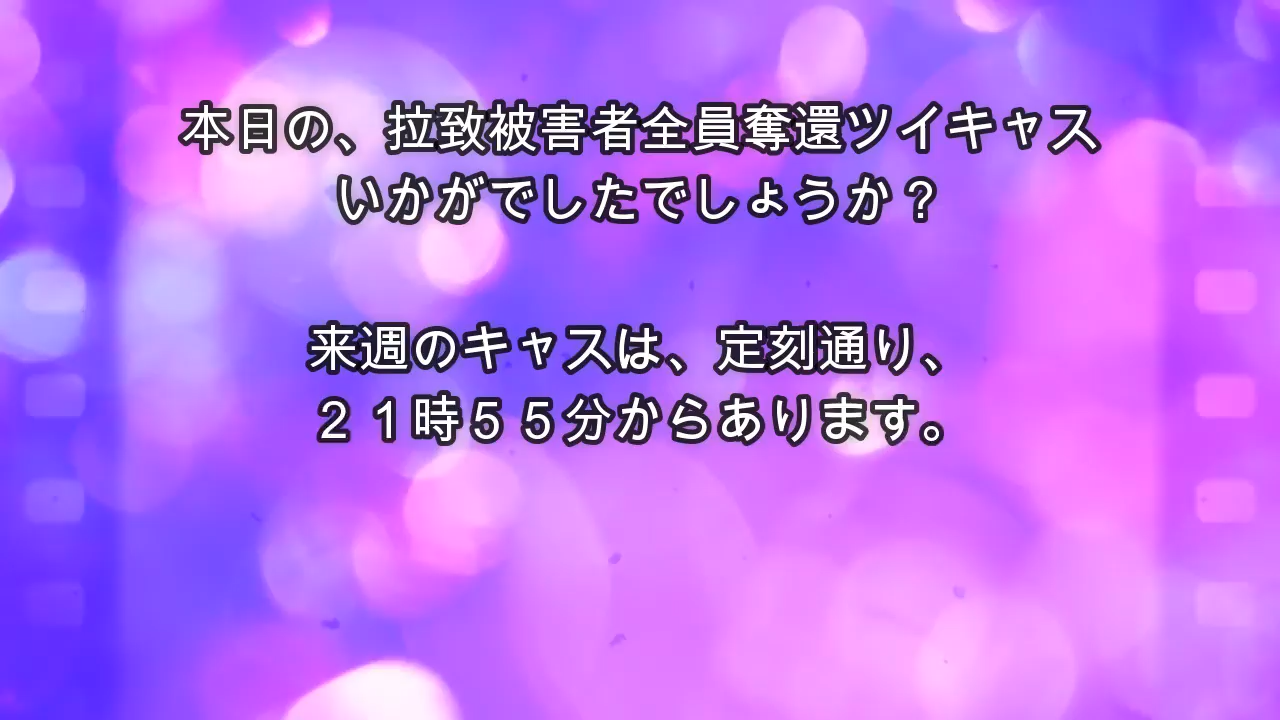 本日の、拉致被害者全員奪還ツイキャス
いかがでしたでしょうか？
来週のキャスは、定刻通り、
２１時５５分からあります。